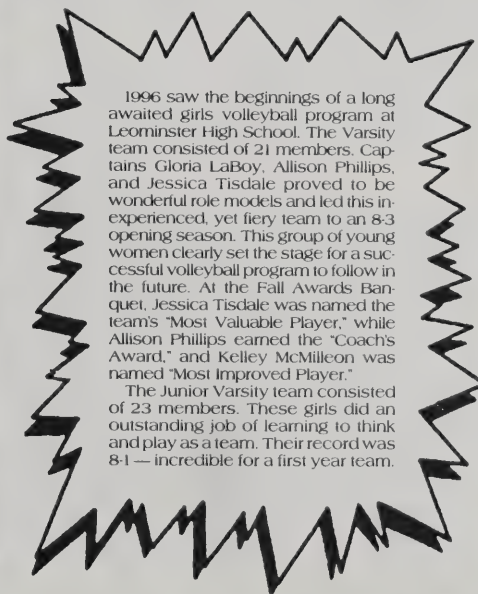 1996 saw the beginnings of a long
awaited girls volleyball program at
Leominster High School. The Varsity
team consisted of 21 members. Cap-
tains Gloria LaBoy, Allison Phillips,
and Jessica Tisdale proved to be
wonderful role models and led this in-
experienced, yet fiery team to an 8-3
opening season. This group of young
women clearly set the stage for a suc-
cessful volleyball program to follow in
the future. At the Fall Awards Ban-
quet, Jessica Tisdale was named the
team's "Most Valuable Player," while
Allison Phillips earned the "Coach's
Award," and Kelley McMilleon was
named "Most Improved Player."
The Junior Varsity team consisted
of 23 members. These girls did an
outstanding job of learning to think
and play as a team. Their record was
8-1 — incredible for a first year team.